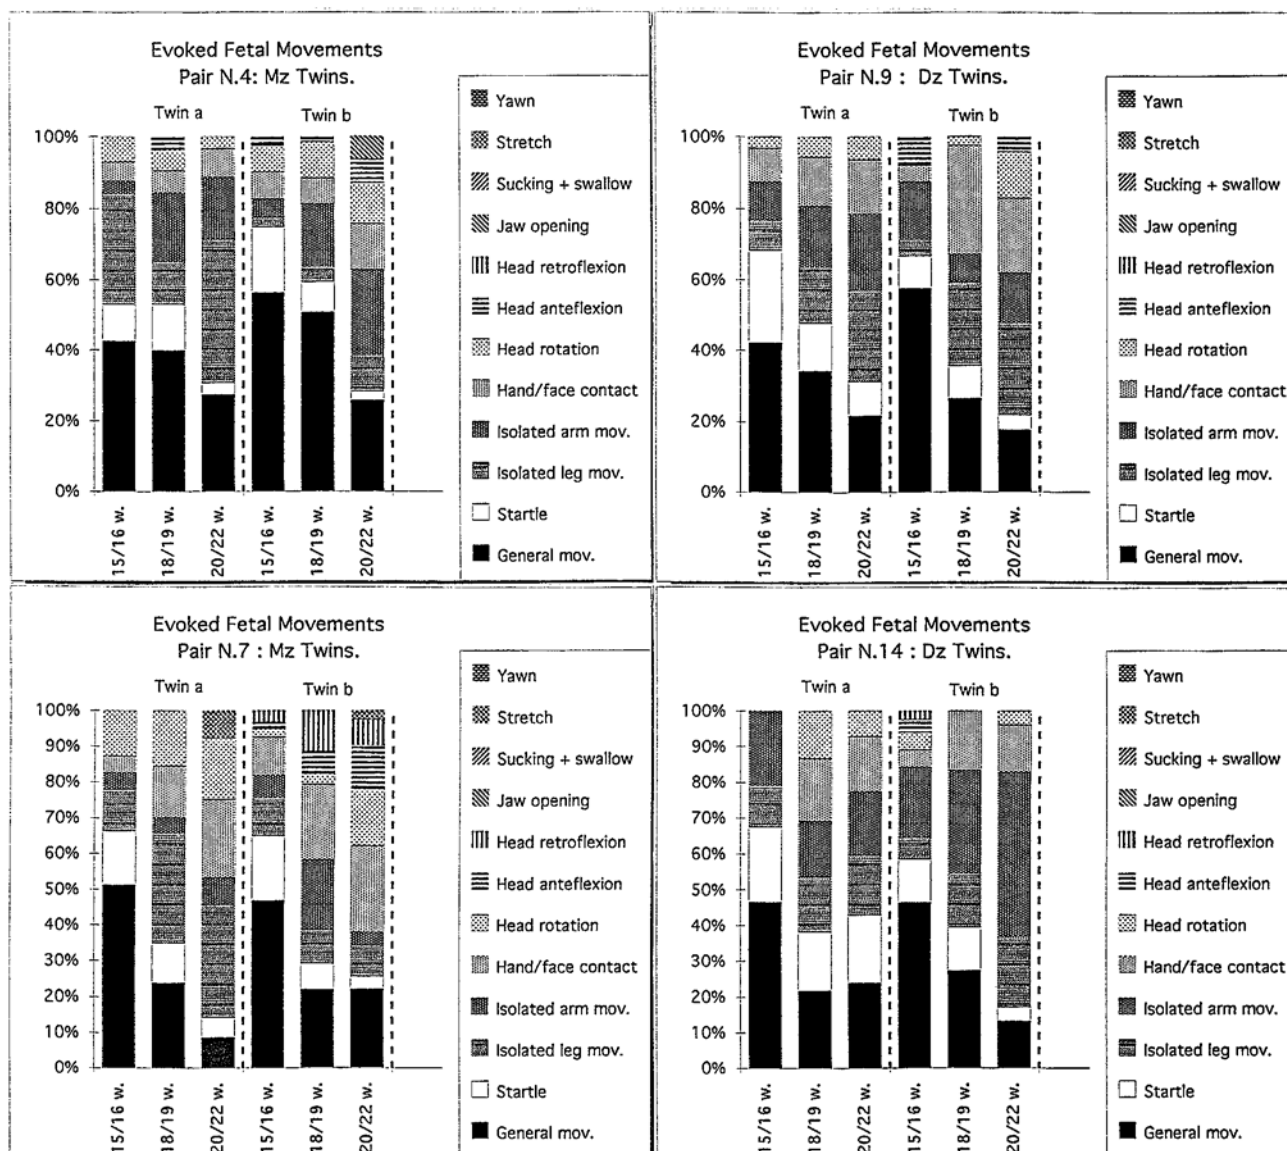 Evoked Fetal Movements
Pair N.4: Mz Twins.
Twin a
Twin b
100%
80%
60%
40%
20%
0%
15/16 w.
18/19 w.
20/22 w.
15/16 w.
18/19 w.
20/22 w.
Yawn
Stretch
Sucking + swallow
Jaw opening
Head retroflexion
Head anteflexion
Head rotation
Hand/face contact
Isolated arm mov.
Isolated leg mov.
Startle
General mov.
Evoked Fetal Movements
Pair N.9 : Dz Twins.
Twin a
Twin b
100%
80%
60%
40%
20%
0%
15/16 w.
18/19 w.
20/22 w.
15/16 w.
18/19 w.
20/22 w.
Yawn
Stretch
Sucking + swallow
Jaw opening
Head retroflexion
Head anteflexion
Head rotation
Hand/face contact
Isolated arm mov.
Isolated leg mov.
Startle
General mov.
Evoked Fetal Movements
Pair N.7 : Mz Twins.
Twin a
Twin b
100%
90%
80%
70%
60%
50%
40%
30%
20%
10%
0%
15/16 w.
18/19 w.
20/22 w.
15/16 w.
18/19 w.
20/22 w.
Yawn
Stretch
Sucking + swallow
Jaw opening
Head retroflexion
Head anteflexion
Head rotation
Hand/face contact
Isolated arm mov.
Isolated leg mov.
Startle
General mov.
Evoked Fetal Movements
Pair N.14 : Dz Twins.
Twin a
Twin b
100%
90%
80%
70%
60%
50%
40%
30%
20%
10%
0%
15/16 w.
18/19 w.
20/22 w.
15/16 w.
18/19 w.
20/22 w.
Yawn
Stretch
Sucking + swallow
Jaw opening
Head retroflexion
Head anteflexion
Head rotation
Hand/face contact
Isolated arm mov.
Isolated leg mov.
Startle
General mov.